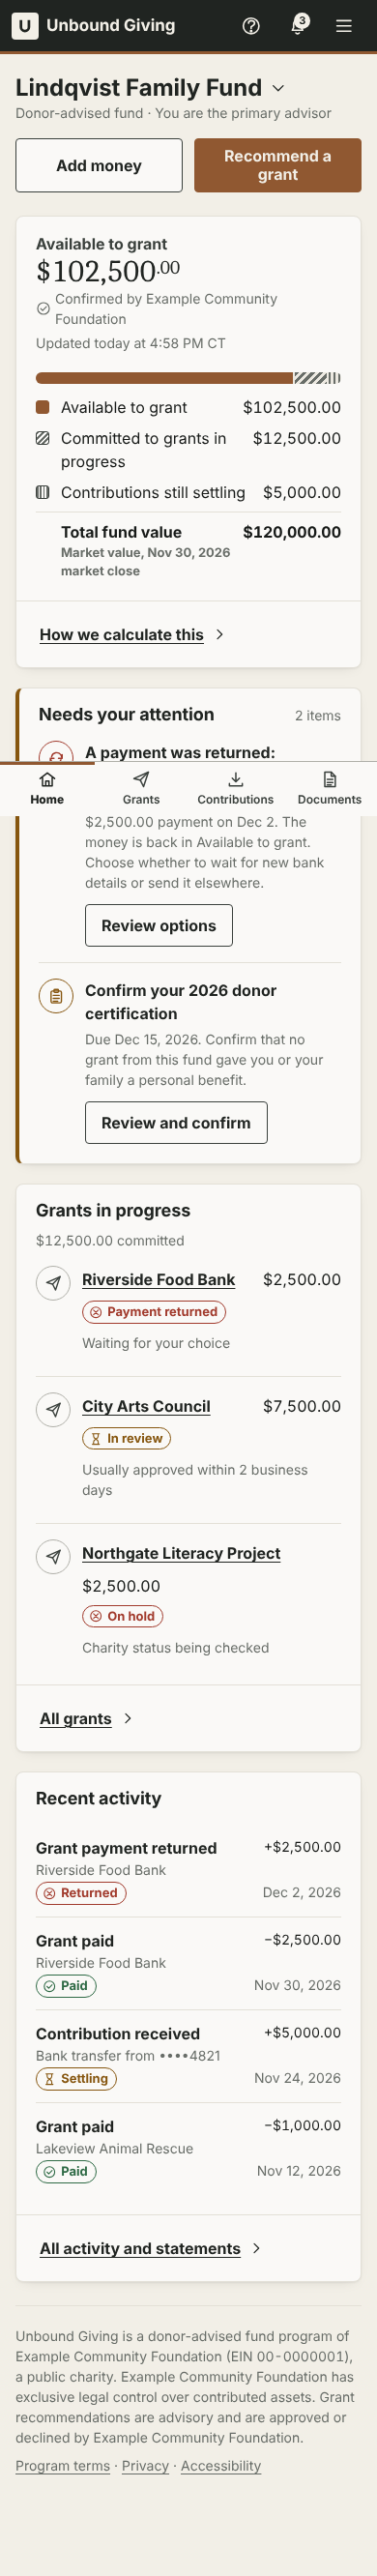 U Unbound Giving 3
Lindqvist Family Fund
Donor-advised fund · You are the primary advisor
Add money
Recommend a
grant
Available to grant
$102,500.00
Confirmed by Example Community
Foundation
Updated today at 4:58 PM CT
Available to grant $102,500.00
Committed to grants in $12,500.00
progress
Contributions still settling $5,000.00
Total fund value $120,000.00
Market value, Nov 30, 2026
market close
How we calculate this
Needs your attention 2 items
A payment was returned:
Home Grants Contributions Documents
$2,500.00 payment on Dec 2. The
money is back in Available to grant.
Choose whether to wait for new bank
details or send it elsewhere.
Review options
Confirm your 2026 donor
certification
Due Dec 15, 2026. Confirm that no
grant from this fund gave you or your
family a personal benefit.
Review and confirm
Grants in progress
$12,500.00 committed
Riverside Food Bank $2,500.00
Payment returned
Waiting for your choice
City Arts Council $7,500.00
In review
Usually approved within 2 business
days
Northgate Literacy Project
$2,500.00
On hold
Charity status being checked
All grants
Recent activity
Grant payment returned +$2,500.00
Riverside Food Bank
Returned Dec 2, 2026
Grant paid −$2,500.00
Riverside Food Bank
Paid Nov 30, 2026
Contribution received +$5,000.00
Bank transfer from ••••4821
Settling Nov 24, 2026
Grant paid −$1,000.00
Lakeview Animal Rescue
Paid Nov 12, 2026
All activity and statements
Unbound Giving is a donor-advised fund program of
Example Community Foundation (EIN 00-0000001),
a public charity. Example Community Foundation has
exclusive legal control over contributed assets. Grant
recommendations are advisory and are approved or
declined by Example Community Foundation.
Program terms · Privacy · Accessibility